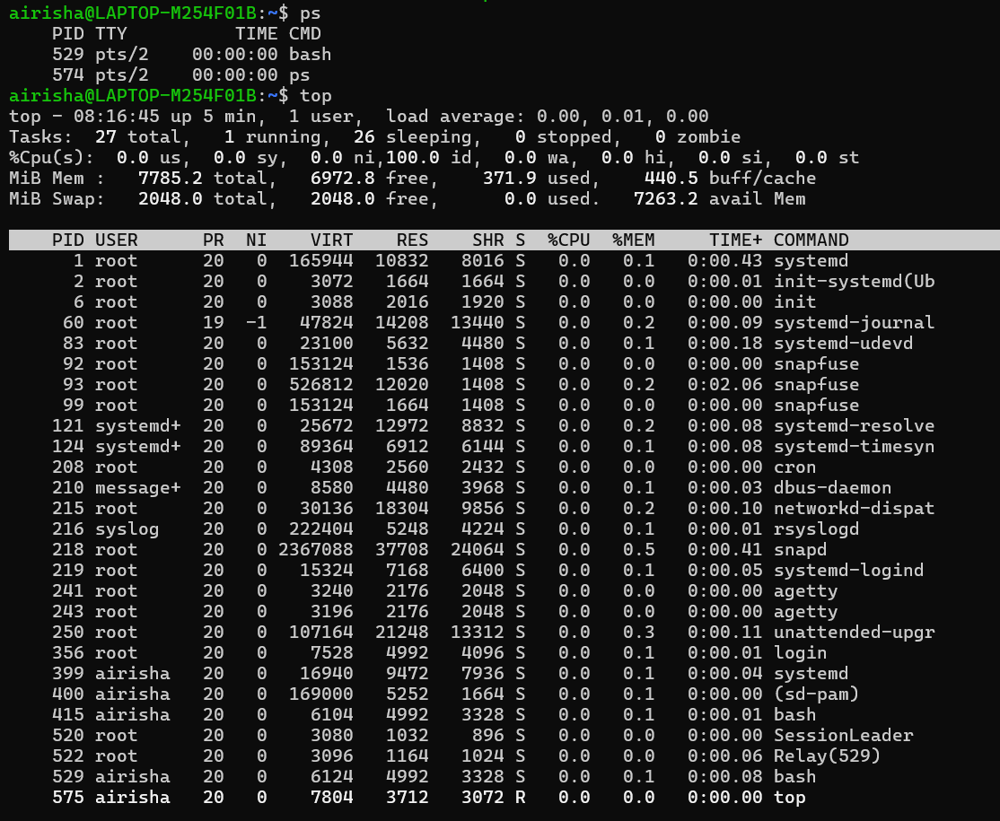 airisha@LAPTOP-M254F01B:~$ ps
    PID TTY          TIME CMD
    529 pts/2    00:00:00 bash
    574 pts/2    00:00:00 ps
airisha@LAPTOP-M254F01B:~$ top
top - 08:16:45 up 5 min,  1 user,  load average: 0.00, 0.01, 0.00
Tasks:  27 total,   1 running,  26 sleeping,   0 stopped,   0 zombie
%Cpu(s):  0.0 us,  0.0 sy,  0.0 ni,100.0 id,  0.0 wa,  0.0 hi,  0.0 si,  0.0 st
MiB Mem :   7785.2 total,   6972.8 free,    371.9 used,    440.5 buff/cache
MiB Swap:   2048.0 total,   2048.0 free,      0.0 used.   7263.2 avail Mem
    PID USER      PR  NI    VIRT    RES    SHR S  %CPU  %MEM     TIME+ COMMAND
      1 root      20   0  165944  10832   8016 S   0.0   0.1   0:00.43 systemd
      2 root      20   0    3072   1664   1664 S   0.0   0.0   0:00.01 init-systemd(Ub
      6 root      20   0    3088   2016   1920 S   0.0   0.0   0:00.00 init
     60 root      19  -1   47824  14208  13440 S   0.0   0.2   0:00.09 systemd-journal
     83 root      20   0   23100   5632   4480 S   0.0   0.1   0:00.18 systemd-udevd
     92 root      20   0  153124   1536   1408 S   0.0   0.0   0:00.00 snapfuse
     93 root      20   0  526812  12020   1408 S   0.0   0.2   0:02.06 snapfuse
     99 root      20   0  153124   1664   1408 S   0.0   0.0   0:00.00 snapfuse
    121 systemd+  20   0   25672  12972   8832 S   0.0   0.2   0:00.08 systemd-resolve
    124 systemd+  20   0   89364   6912   6144 S   0.0   0.1   0:00.08 systemd-timesyn
    208 root      20   0    4308   2560   2432 S   0.0   0.0   0:00.00 cron
    210 message+  20   0    8580   4480   3968 S   0.0   0.1   0:00.03 dbus-daemon
    215 root      20   0   30136  18304   9856 S   0.0   0.2   0:00.10 networkd-dispat
    216 syslog    20   0  222404   5248   4224 S   0.0   0.1   0:00.01 rsyslogd
    218 root      20   0 2367088  37708  24064 S   0.0   0.5   0:00.41 snapd
    219 root      20   0   15324   7168   6400 S   0.0   0.1   0:00.05 systemd-logind
    241 root      20   0    3240   2176   2048 S   0.0   0.0   0:00.00 agetty
    243 root      20   0    3196   2176   2048 S   0.0   0.0   0:00.00 agetty
    250 root      20   0  107164  21248  13312 S   0.0   0.3   0:00.11 unattended-upgr
    356 root      20   0    7528   4992   4096 S   0.0   0.1   0:00.01 login
    399 airisha   20   0   16940   9472   7936 S   0.0   0.1   0:00.04 systemd
    400 airisha   20   0  169000   5252   1664 S   0.0   0.1   0:00.00 (sd-pam)
    415 airisha   20   0    6104   4992   3328 S   0.0   0.1   0:00.01 bash
    520 root      20   0    3080   1032    896 S   0.0   0.0   0:00.00 SessionLeader
    522 root      20   0    3096   1164   1024 S   0.0   0.0   0:00.06 Relay(529)
    529 airisha   20   0    6124   4992   3328 S   0.0   0.1   0:00.08 bash
    575 airisha   20   0    7804   3712   3072 R   0.0   0.0   0:00.00 top